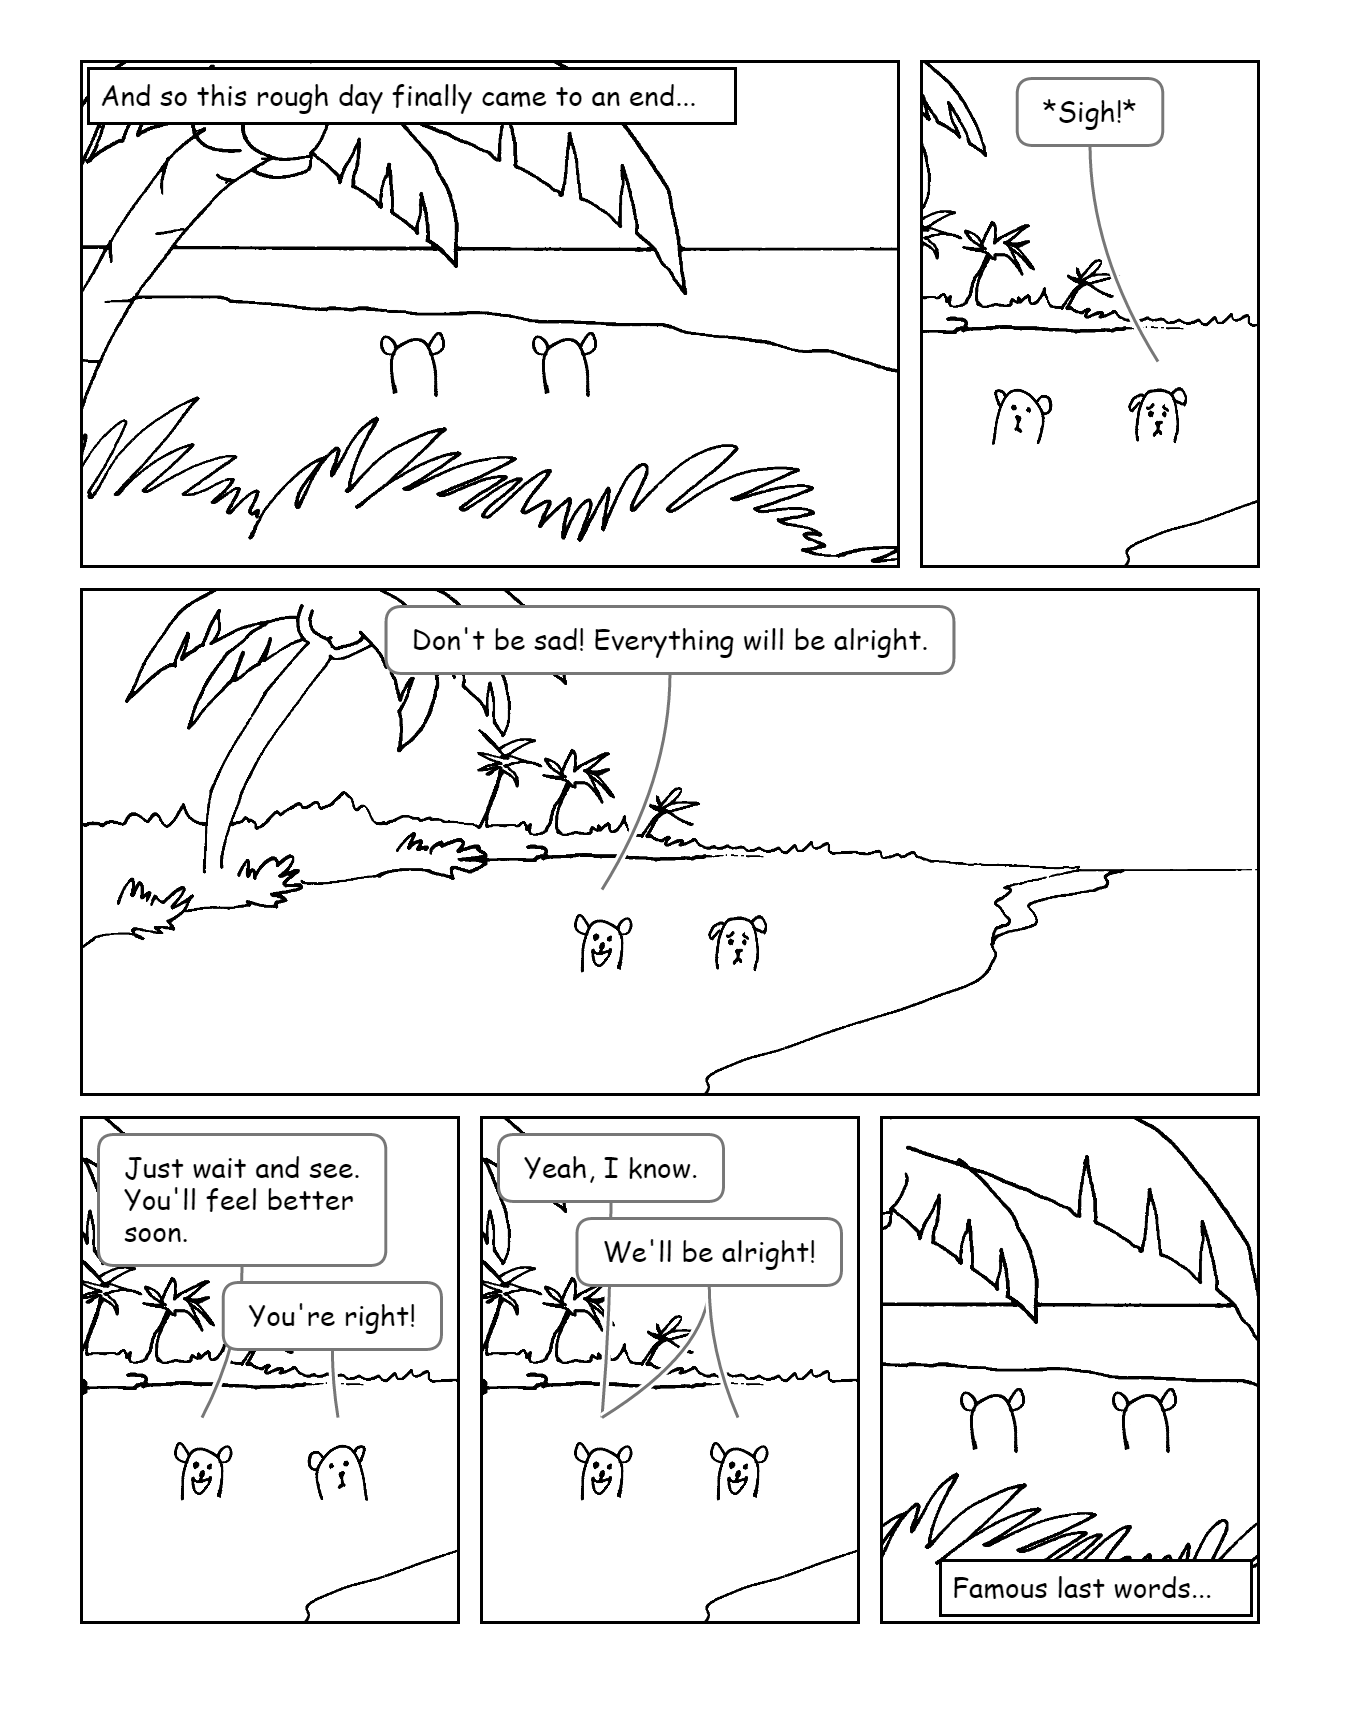 And so this rough day finally came to an end...
*Sigh!*
Don't be sad! Everything will be alright.
Just wait and see.
You'll feel better
soon.
You're right!
Yeah, I know.
We'll be alright!
Famous last words...